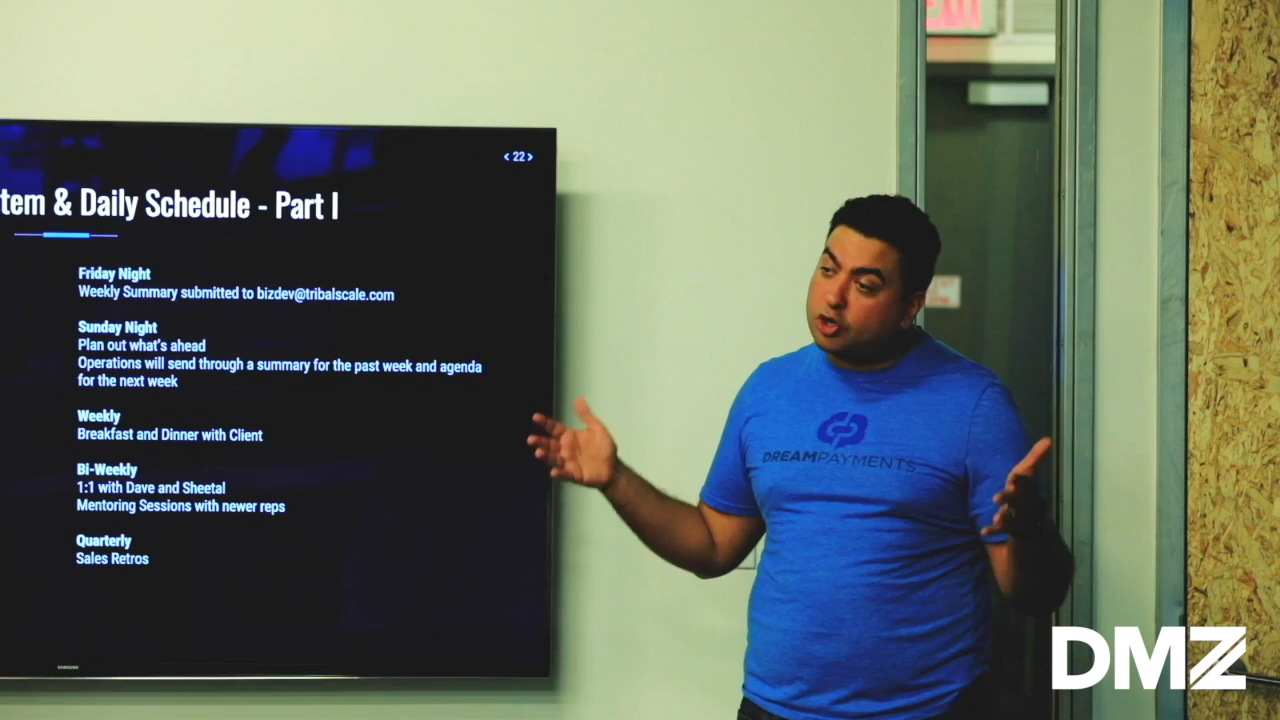 EXIT
< 22 >
tem & Daily Schedule - Part I
Friday Night
Weekly Summary submitted to bizdev@tribalscale.com
Sunday Night
Plan out what's ahead
Operations will send through a summary for the past week and agenda
for the next week
Weekly
Breakfast and Dinner with Client
Bi-Weekly
1:1 with Dave and Sheetal
Mentoring Sessions with newer reps
Quarterly
Sales Retros
SAMSUNG
DREAMPAYMENTS
DMZ